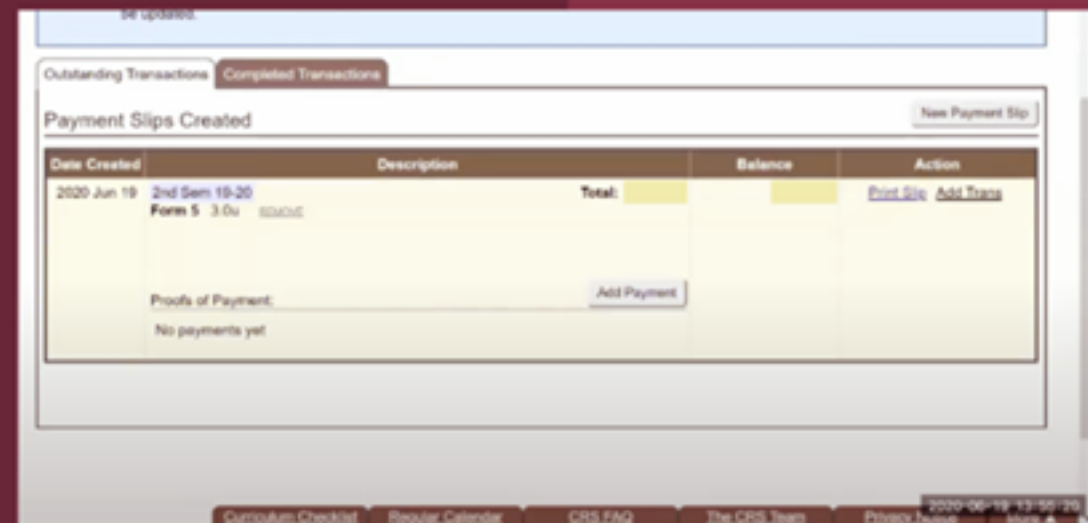 be updated.
Outstanding Transactions Completed Transactions
Payment Slips Created New Payment Slip
Date Created Description Balance Action
2020 Jun 19 2nd Sem 19-20 Total: Print Slip Add Trans
Form 5 3.0u REMOVE
Proofs of Payment: Add Payment
No payments yet
Curriculum Checklist Regular Calendar CRS FAQ The CRS Team Privacy
2020-06-19 13:55:20